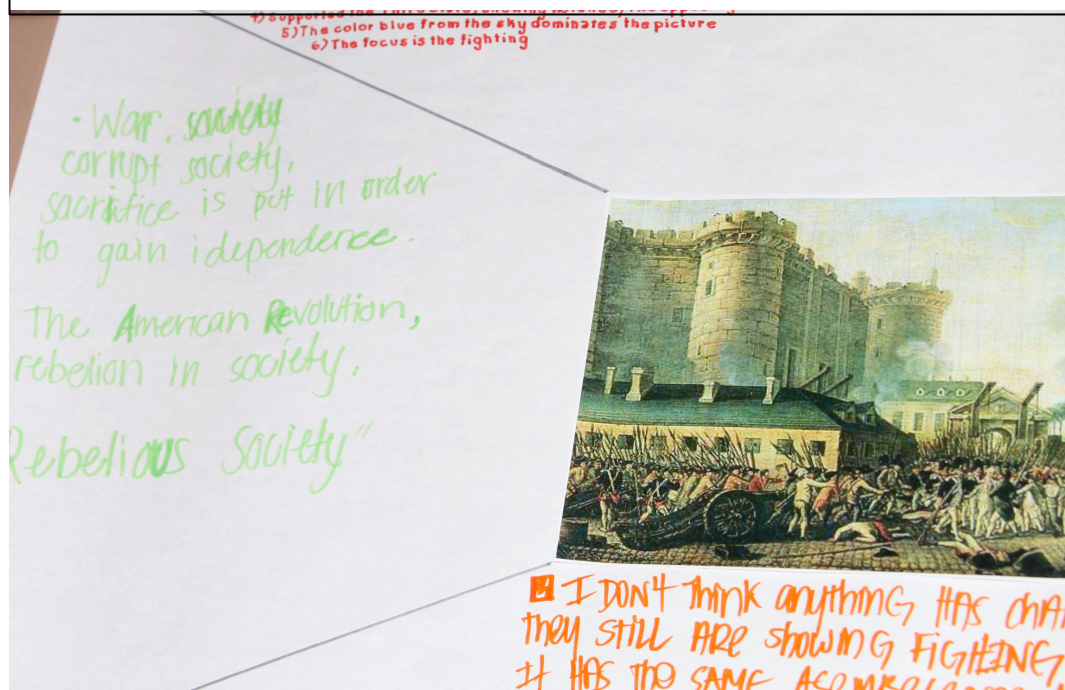 5) The color blue from the sky dominates the picture
6) The focus is the fighting
• War, society
corrupt society,
sacrifice is put in order
to gain idependence.
The American Revolution,
rebelion in society,
Rebelious Society"
I DON't Think anything HAS
they still ARE showing FIGHTING
It HAS THE SAME